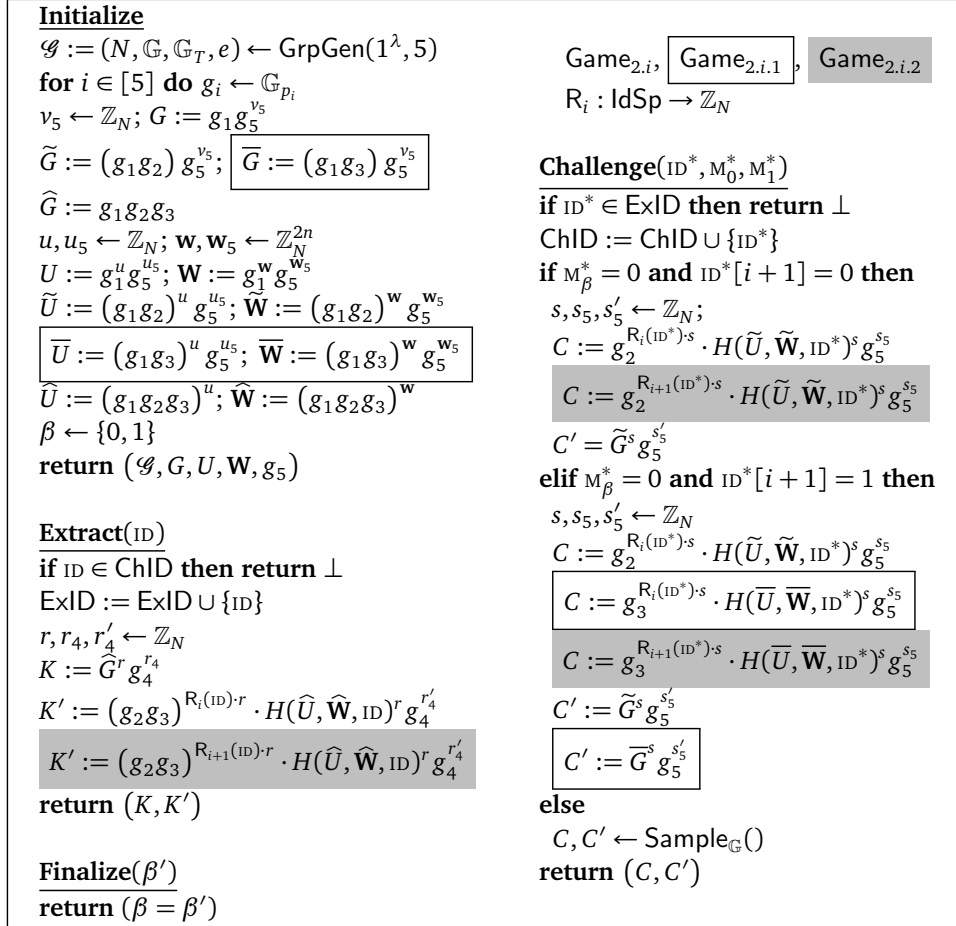 Initialize
𝒢 := (N, 𝔾, 𝔾_T, e) ← GrpGen(1^λ, 5)
for i ∈ [5] do g_i ← 𝔾_{p_i}
v_5 ← ℤ_N; G := g_1 g_5^{v_5}
G̃ := (g_1 g_2) g_5^{v_5}; G̅ := (g_1 g_3) g_5^{v_5}
Ĝ := g_1 g_2 g_3
u, u_5 ← ℤ_N; 𝐰, 𝐰_5 ← ℤ_N^{2n}
U := g_1^u g_5^{u_5}; 𝐖 := g_1^𝐰 g_5^{𝐰_5}
Ũ := (g_1 g_2)^u g_5^{u_5}; 𝐖̃ := (g_1 g_2)^𝐰 g_5^{𝐰_5}
U̅ := (g_1 g_3)^u g_5^{u_5}; 𝐖̅ := (g_1 g_3)^𝐰 g_5^{𝐰_5}
Û := (g_1 g_2 g_3)^u; 𝐖̂ := (g_1 g_2 g_3)^𝐰
β ← {0, 1}
return (𝒢, G, U, 𝐖, g_5)
Extract(ID)
if ID ∈ ChID then return ⊥
ExID := ExID ∪ {ID}
r, r_4, r'_4 ← ℤ_N
K := Ĝ^r g_4^{r_4}
K' := (g_2 g_3)^{R_i(ID)·r} · H(Û, 𝐖̂, ID)^r g_4^{r'_4}
K' := (g_2 g_3)^{R_{i+1}(ID)·r} · H(Û, 𝐖̂, ID)^r g_4^{r'_4}
return (K, K')
Finalize(β')
return (β = β')
Game_{2.i}, Game_{2.i.1}, Game_{2.i.2}
R_i : IdSp → ℤ_N
Challenge(ID*, M*_0, M*_1)
if ID* ∈ ExID then return ⊥
ChID := ChID ∪ {ID*}
if M*_β = 0 and ID*[i + 1] = 0 then
s, s_5, s'_5 ← ℤ_N;
C := g_2^{R_i(ID*)·s} · H(Ũ, 𝐖̃, ID*)^s g_5^{s_5}
C := g_2^{R_{i+1}(ID*)·s} · H(Ũ, 𝐖̃, ID*)^s g_5^{s_5}
C' = G̃^s g_5^{s'_5}
elif M*_β = 0 and ID*[i + 1] = 1 then
s, s_5, s'_5 ← ℤ_N
C := g_2^{R_i(ID*)·s} · H(Ũ, 𝐖̃, ID*)^s g_5^{s_5}
C := g_3^{R_i(ID*)·s} · H(U̅, 𝐖̅, ID*)^s g_5^{s_5}
C := g_3^{R_{i+1}(ID*)·s} · H(U̅, 𝐖̅, ID*)^s g_5^{s_5}
C' := G̃^s g_5^{s'_5}
C' := G̅^s g_5^{s'_5}
else
C, C' ← Sample_𝔾()
return (C, C')